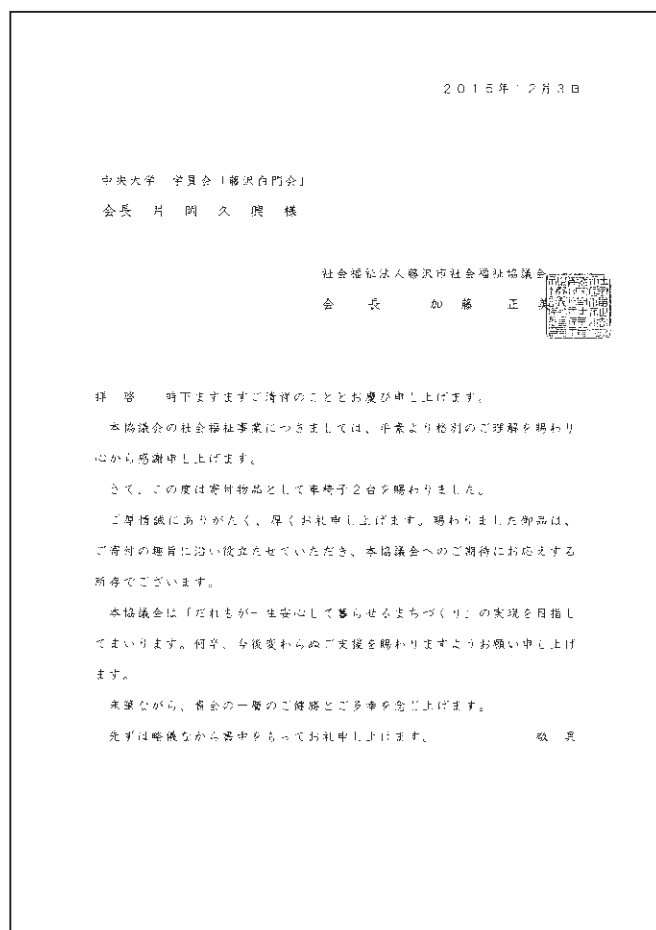 2015年12月3日
中央大学 学員会「藤沢白門会」
会長 片岡久興様
社会福祉法人藤沢市社会福祉協議会
会長 加藤正英
拝啓 時下ますますご清祥のこととお慶び申し上げます。
本協議会の社会福祉事業につきましては、平素より格別のご理解を賜わり
心から感謝申し上げます。
さて、この度は寄付物品として車椅子2台を賜わりました。
ご厚情誠にありがたく、厚くお礼申し上げます。賜わりました御品は、
ご寄付の趣旨に沿い役立たせていただき、本協議会へのご期待にお応えする
所存でございます。
本協議会は「だれもが一生安心して暮らせるまちづくり」の実現を目指し
てまいります。何卒、今後変わらぬご支援を賜わりますようお願い申し上げ
ます。
末筆ながら、貴会の一層のご健勝とご多幸を念じ上げます。
先ずは略儀ながら書中をもってお礼申し上げます。 敬具